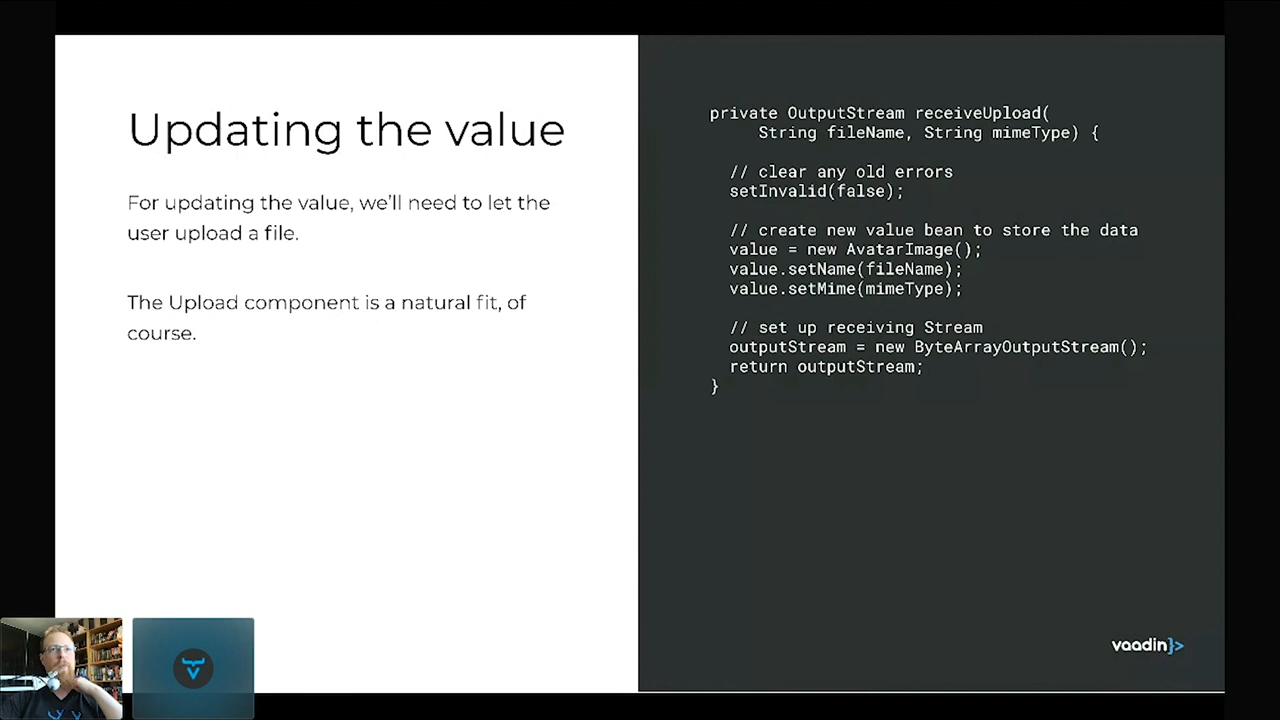 Updating the value
For updating the value, we'll need to let the
user upload a file.
The Upload component is a natural fit, of
course.
private OutputStream receiveUpload(
String fileName, String mimeType) {
// clear any old errors
setInvalid(false);
// create new value bean to store the data
value = new AvatarImage();
value.setName(fileName);
value.setMime(mimeType);
// set up receiving Stream
outputStream = new ByteArrayOutputStream();
return outputStream;
}
vaadin}>